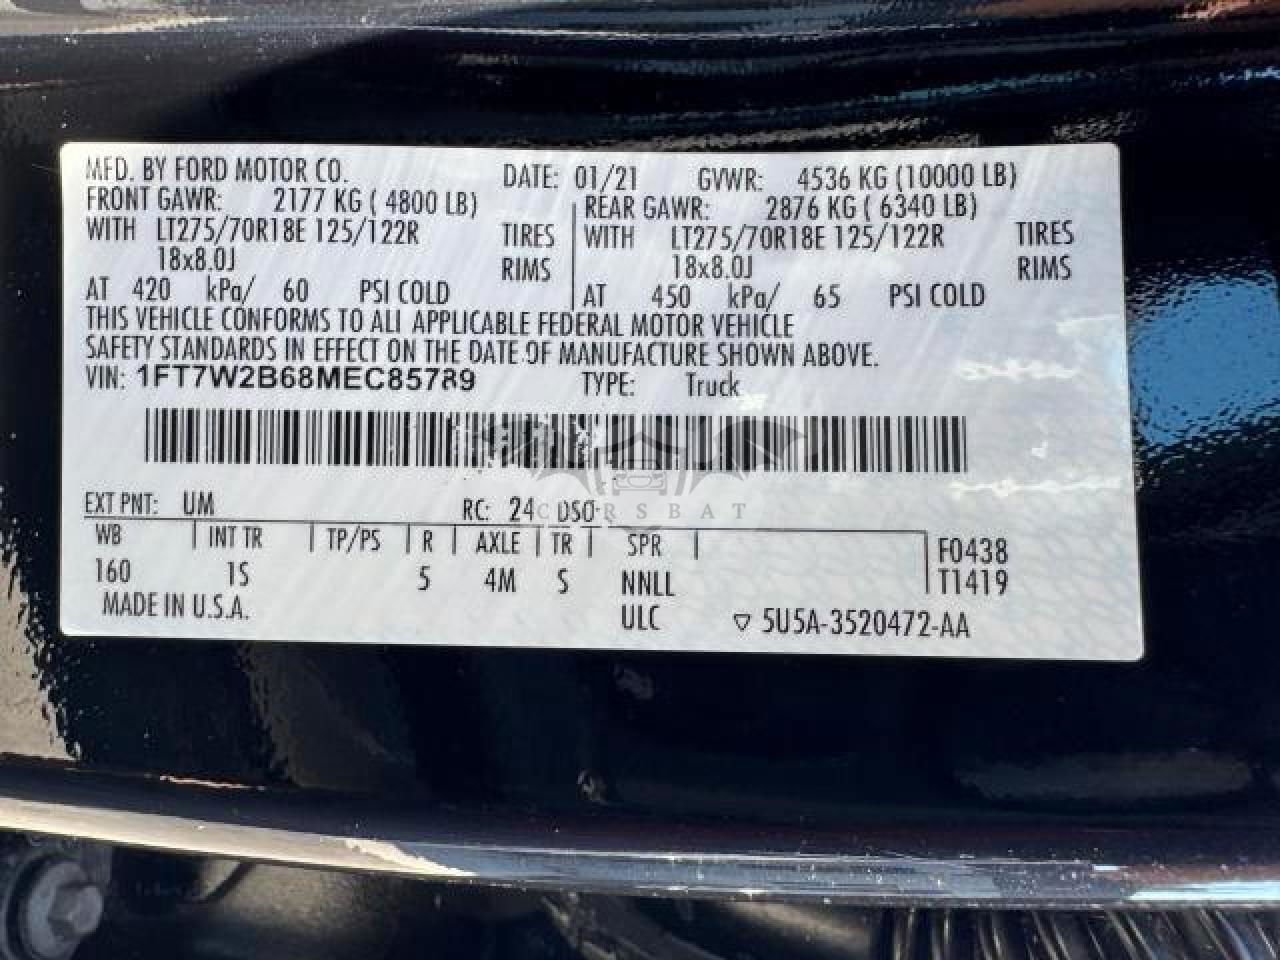 MFD. BY FORD MOTOR CO.
DATE: 01/21 GVWR: 4536 KG (10000 LB)
FRONT GAWR: 2177 KG ( 4800 LB) REAR GAWR: 2876 KG ( 6340 LB)
WITH LT275/70R18E 125/122R TIRES WITH LT275/70R18E 125/122R TIRES
18x8.0J RIMS 18x8.0J RIMS
AT 420 kPa/ 60 PSI COLD AT 450 kPa/ 65 PSI COLD
THIS VEHICLE CONFORMS TO ALL APPLICABLE FEDERAL MOTOR VEHICLE
SAFETY STANDARDS IN EFFECT ON THE DATE OF MANUFACTURE SHOWN ABOVE.
VIN: 1FT7W2B68MEC85789 TYPE: Truck
EXT PNT: UM RC: 24 DSO:
CARSBAT
WB INT TR TP/PS R AXLE TR SPR
160 1S 5 4M S NNLL
F0438
T1419
MADE IN U.S.A.
ULC ▽ 5U5A-3520472-AA